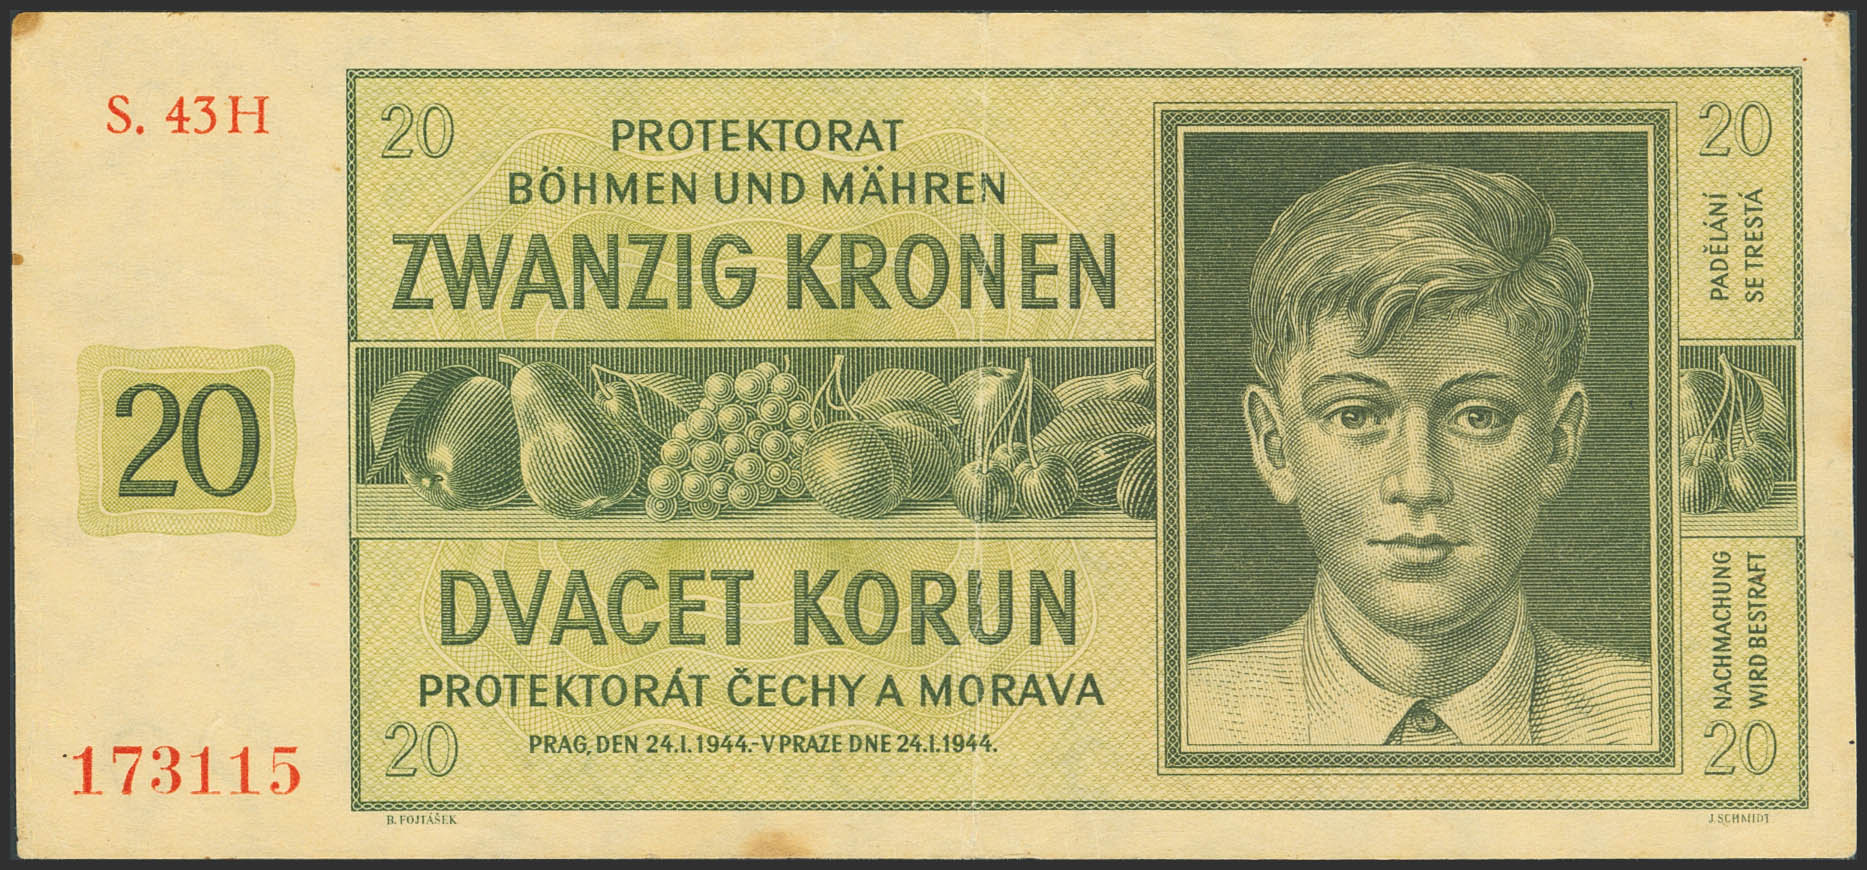 S. 43H
20
20
PROTEKTORAT
BÖHMEN UND MÄHREN
ZWANZIG KRONEN
PADĚLÁNÍ
SE TRESTÁ
20
DVACET KORUN
PROTEKTORÁT ČECHY A MORAVA
NACHMACHUNG
WIRD BESTRAFT
173115
20
PRAG, DEN 24.I.1944.-V PRAZE DNE 24.I.1944.
20
B. FOJTÁŠEK
J. SCHMIDT